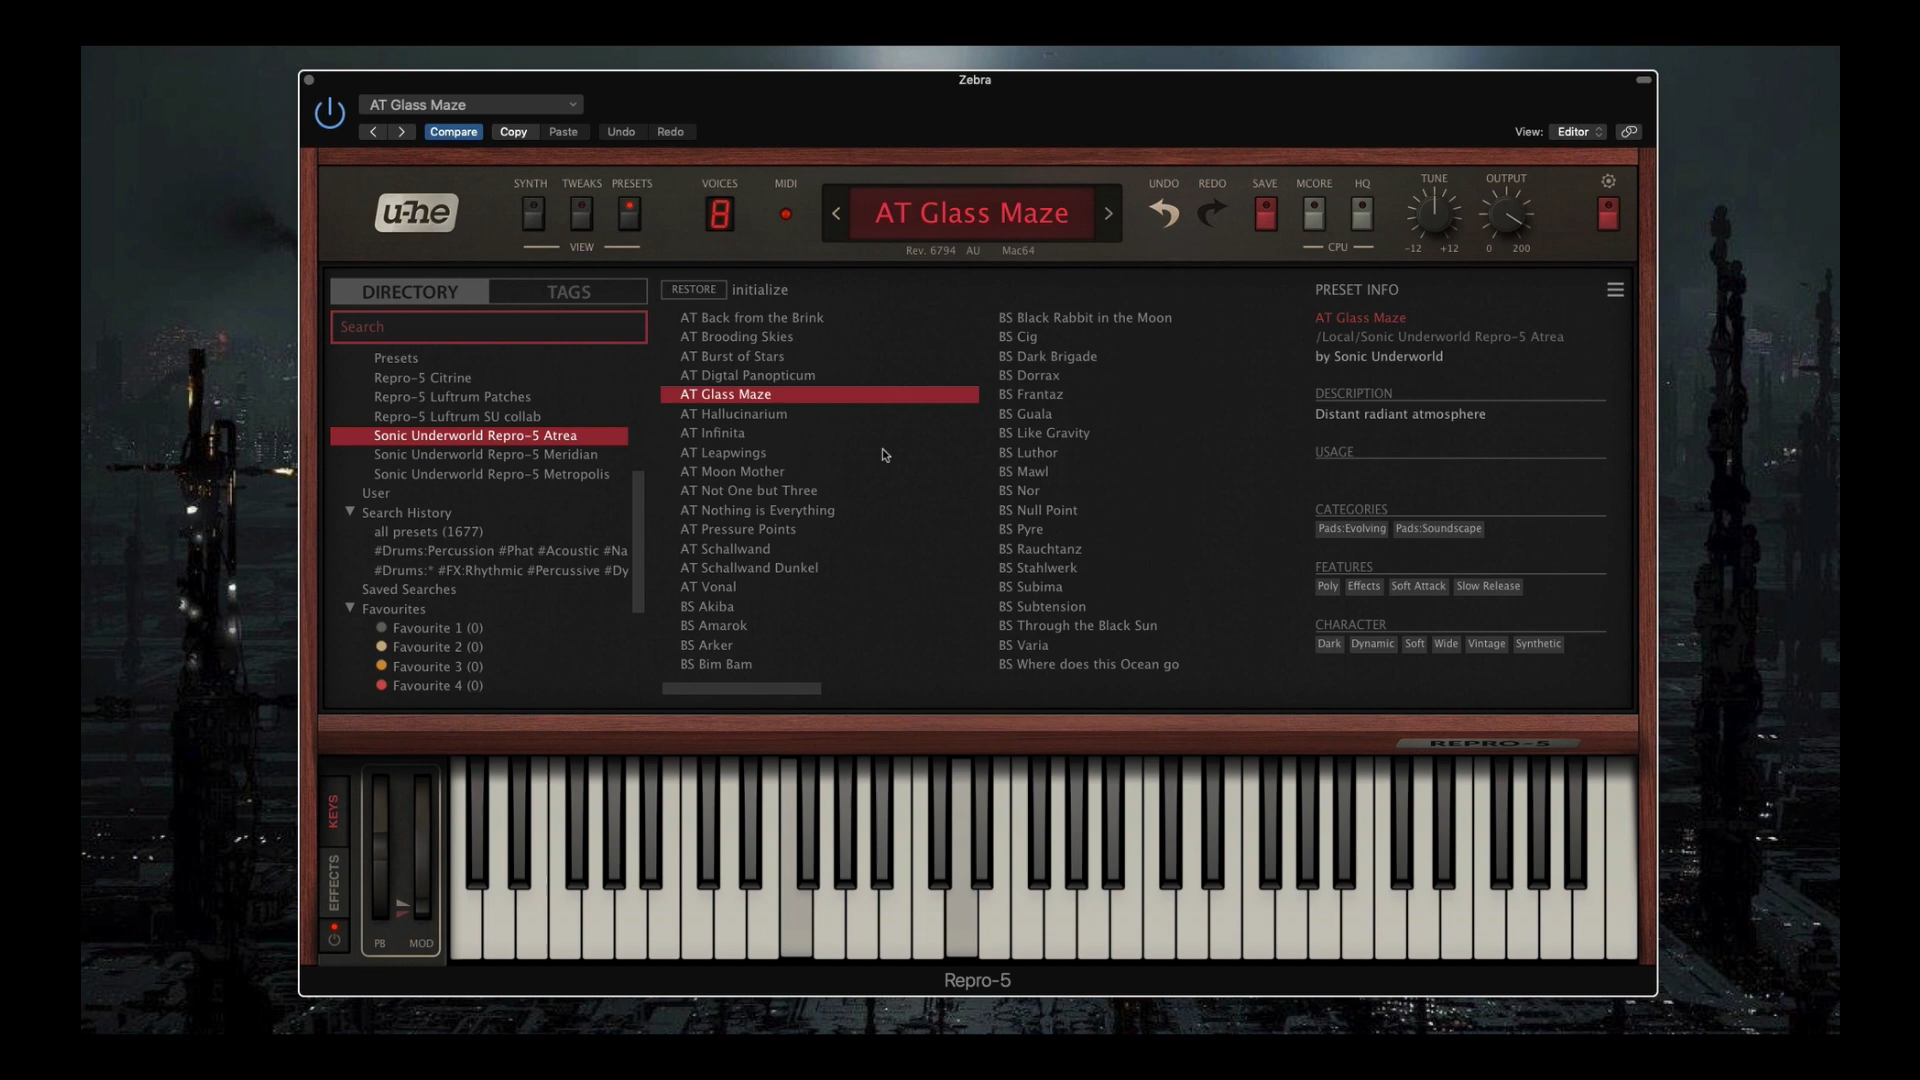 Zebra
AT Glass Maze
Compare Copy Paste Undo Redo
View: Editor
SYNTH TWEAKS PRESETS VOICES MIDI UNDO REDO SAVE MCORE HQ TUNE OUTPUT
u-he
8
AT Glass Maze
VIEW
Rev. 6794 AU Mac64
CPU
-12 +12 0 200
DIRECTORY TAGS
Search
Presets
Repro-5 Citrine
Repro-5 Luftrum Patches
Repro-5 Luftrum SU collab
Sonic Underworld Repro-5 Atrea
Sonic Underworld Repro-5 Meridian
Sonic Underworld Repro-5 Metropolis
User
Search History
all presets (1677)
#Drums:Percussion #Phat #Acoustic #Na
#Drums:* #FX:Rhythmic #Percussive #Dy
Saved Searches
Favourites
Favourite 1 (0)
Favourite 2 (0)
Favourite 3 (0)
Favourite 4 (0)
RESTORE initialize
AT Back from the Brink
AT Brooding Skies
AT Burst of Stars
AT Digtal Panopticum
AT Glass Maze
AT Hallucinarium
AT Infinita
AT Leapwings
AT Moon Mother
AT Not One but Three
AT Nothing is Everything
AT Pressure Points
AT Schallwand
AT Schallwand Dunkel
AT Vonal
BS Akiba
BS Amarok
BS Arker
BS Bim Bam
BS Black Rabbit in the Moon
BS Cig
BS Dark Brigade
BS Dorrax
BS Frantaz
BS Guala
BS Like Gravity
BS Luthor
BS Mawl
BS Nor
BS Null Point
BS Pyre
BS Rauchtanz
BS Stahlwerk
BS Subima
BS Subtension
BS Through the Black Sun
BS Varia
BS Where does this Ocean go
PRESET INFO
AT Glass Maze
/Local/Sonic Underworld Repro-5 Atrea
by Sonic Underworld
DESCRIPTION
Distant radiant atmosphere
USAGE
CATEGORIES
Pads:Evolving Pads:Soundscape
FEATURES
Poly Effects Soft Attack Slow Release
CHARACTER
Dark Dynamic Soft Wide Vintage Synthetic
REPRO-5
KEYS
EFFECTS
PB MOD
Repro-5